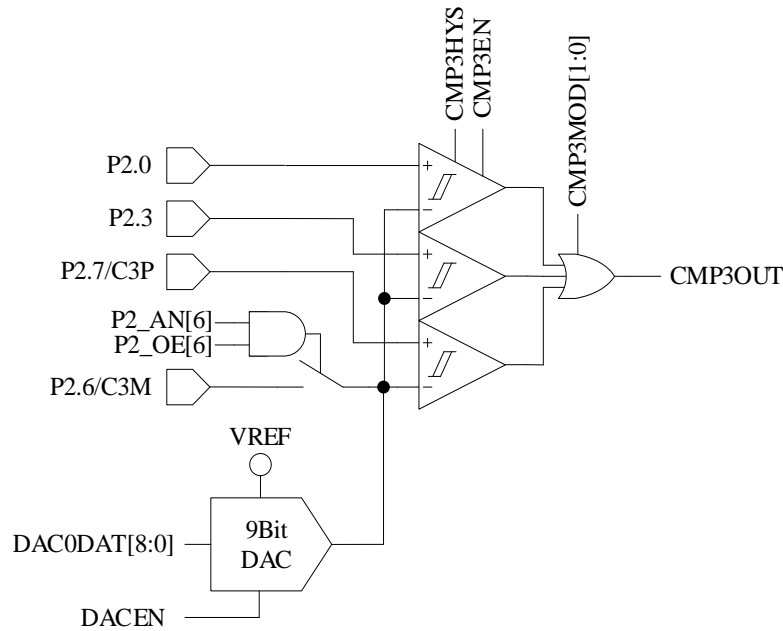 CMP3HYS
CMP3EN
CMP3MOD[1:0]
P2.0
+
−
P2.3
+
−
P2.7/C3P
CMP3OUT
P2_AN[6]
P2_OE[6]
+
−
P2.6/C3M
VREF
DAC0DAT[8:0]
9Bit
DAC
DACEN